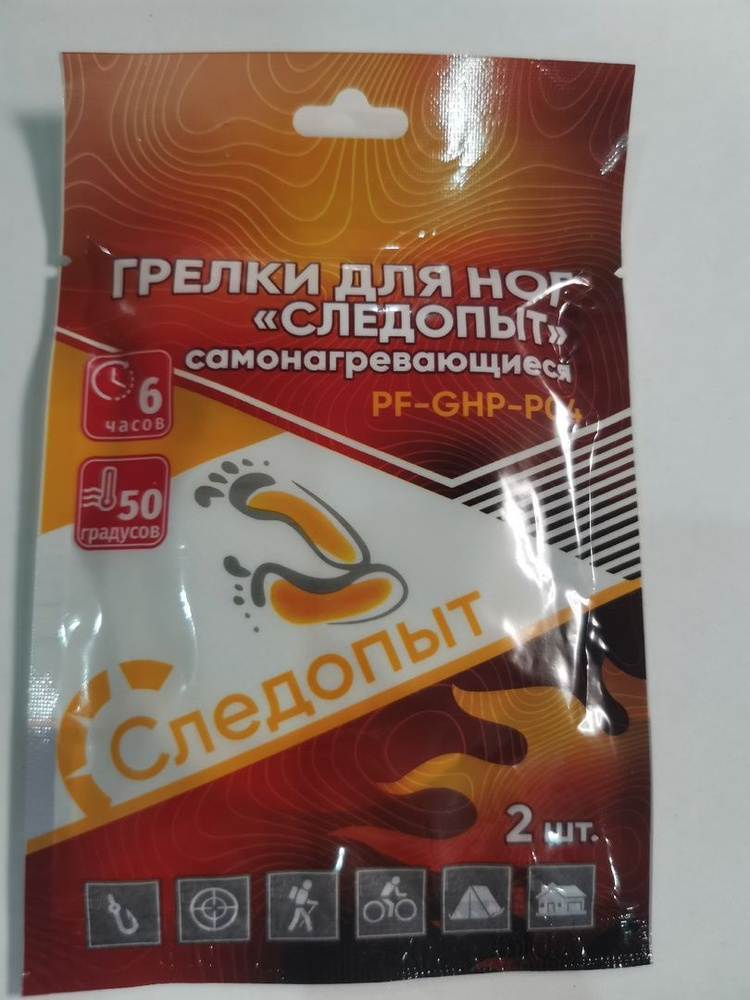 ГРЕЛКИ ДЛЯ НОГ
«СЛЕДОПЫТ»
самонагревающиеся
PF-GHP-P04
6
часов
50
градусов
Следопыт
2 шт.